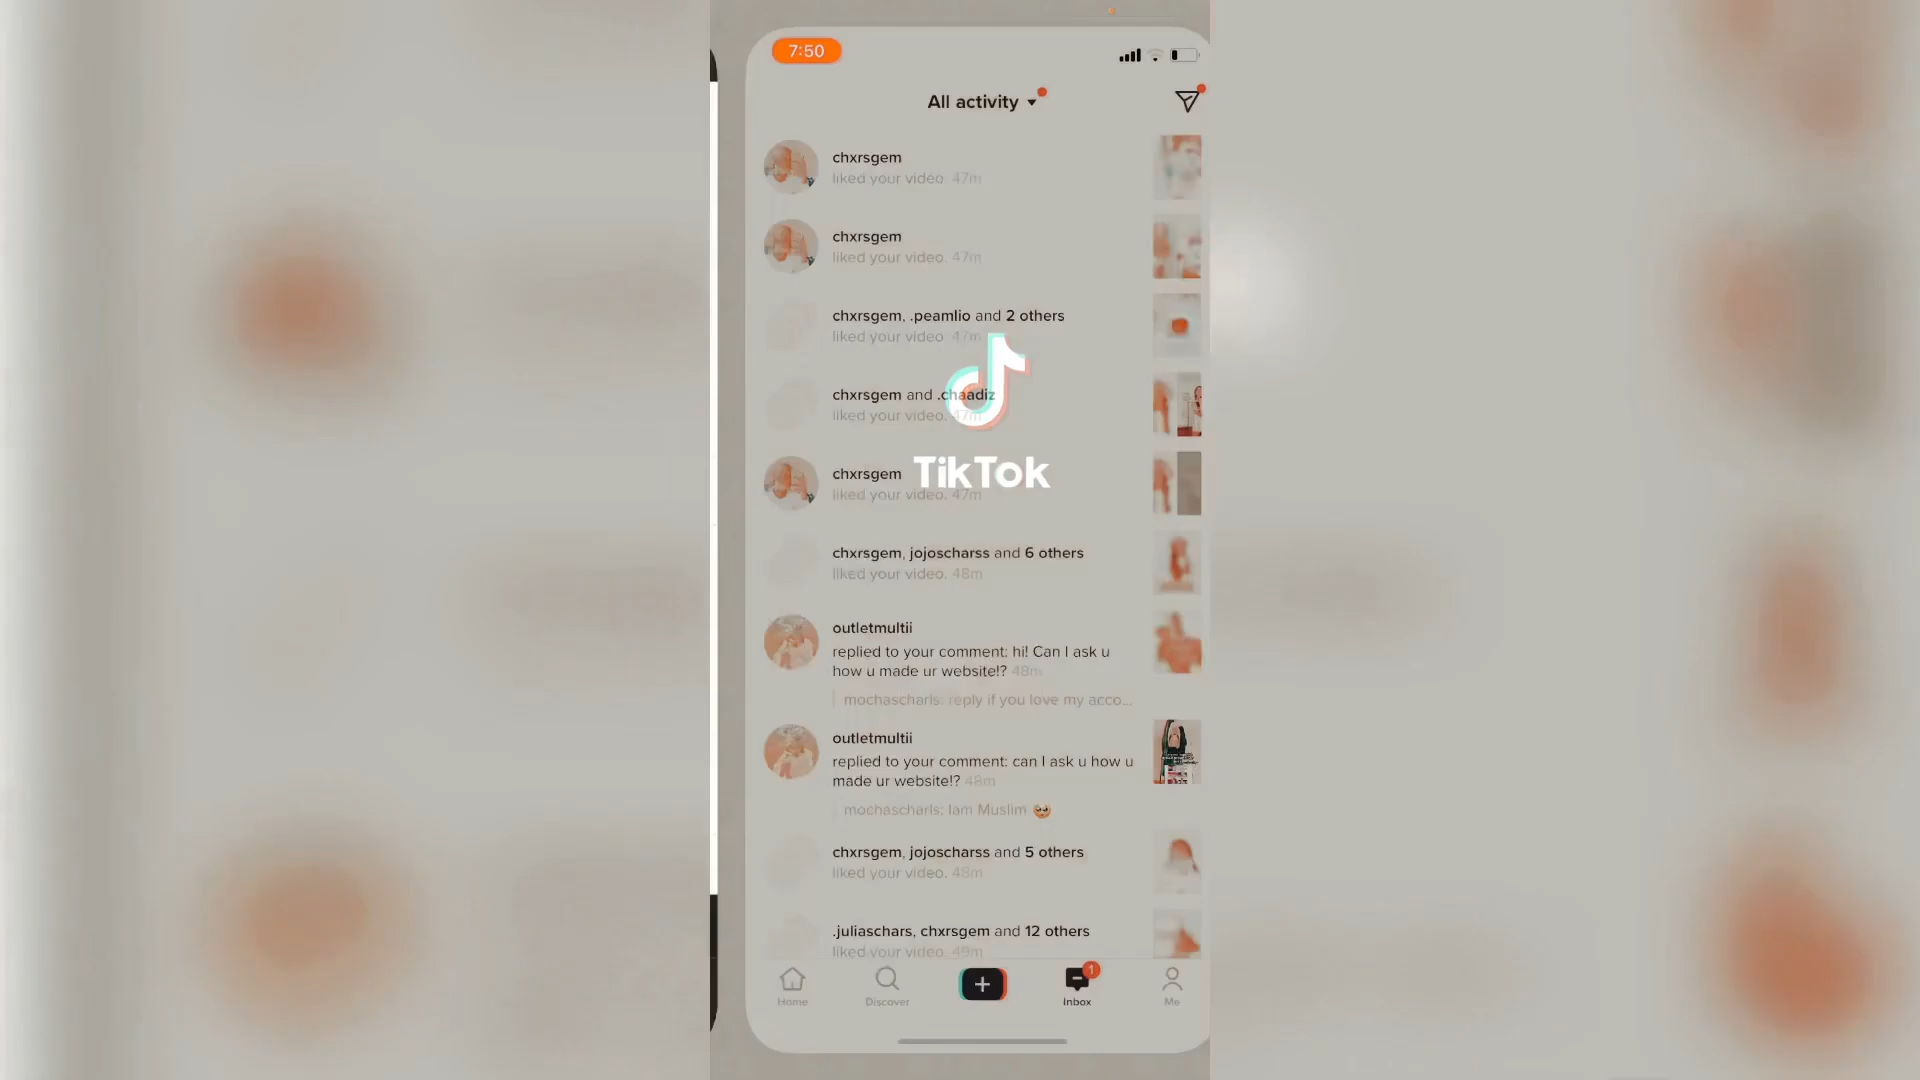 7:50
All activity
chxrsgem
liked your video. 47m
chxrsgem
liked your video. 47m
chxrsgem, .peamlio and 2 others
liked your video. 47m
chxrsgem and .chaadiz
liked your video. 47m
chxrsgem
liked your video. 47m
TikTok
chxrsgem, jojoscharss and 6 others
liked your video. 48m
outletmultii
replied to your comment: hi! Can I ask u
how u made ur website!? 48m
mochascharls: reply if you love my acco...
outletmultii
replied to your comment: can I ask u how u
made ur website!? 48m
mochascharls: Iam Muslim 🥺
chxrsgem, jojoscharss and 5 others
liked your video. 48m
.juliaschars, chxrsgem and 12 others
liked your video. 49m
Home
Discover
1
Inbox
Me